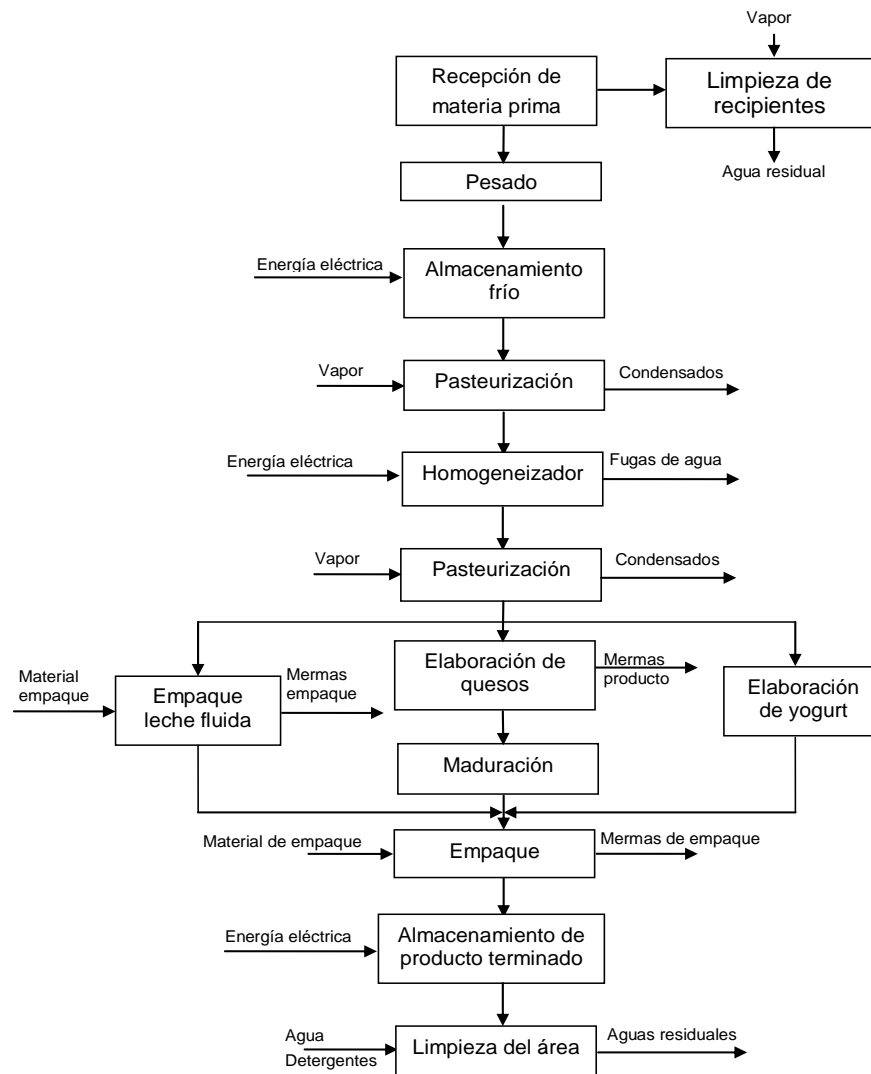 Vapor
Recepción de
materia prima
Limpieza de
recipientes
Agua residual
Pesado
Energía eléctrica
Almacenamiento
frío
Vapor
Pasteurización
Condensados
Energía eléctrica
Homogeneizador
Fugas de agua
Vapor
Pasteurización
Condensados
Material
empaque
Empaque
leche fluida
Mermas
empaque
Elaboración de
quesos
Mermas
producto
Elaboración
de yogurt
Maduración
Material de empaque
Empaque
Mermas de empaque
Energía eléctrica
Almacenamiento de
producto terminado
Agua
Detergentes
Limpieza del área
Aguas residuales